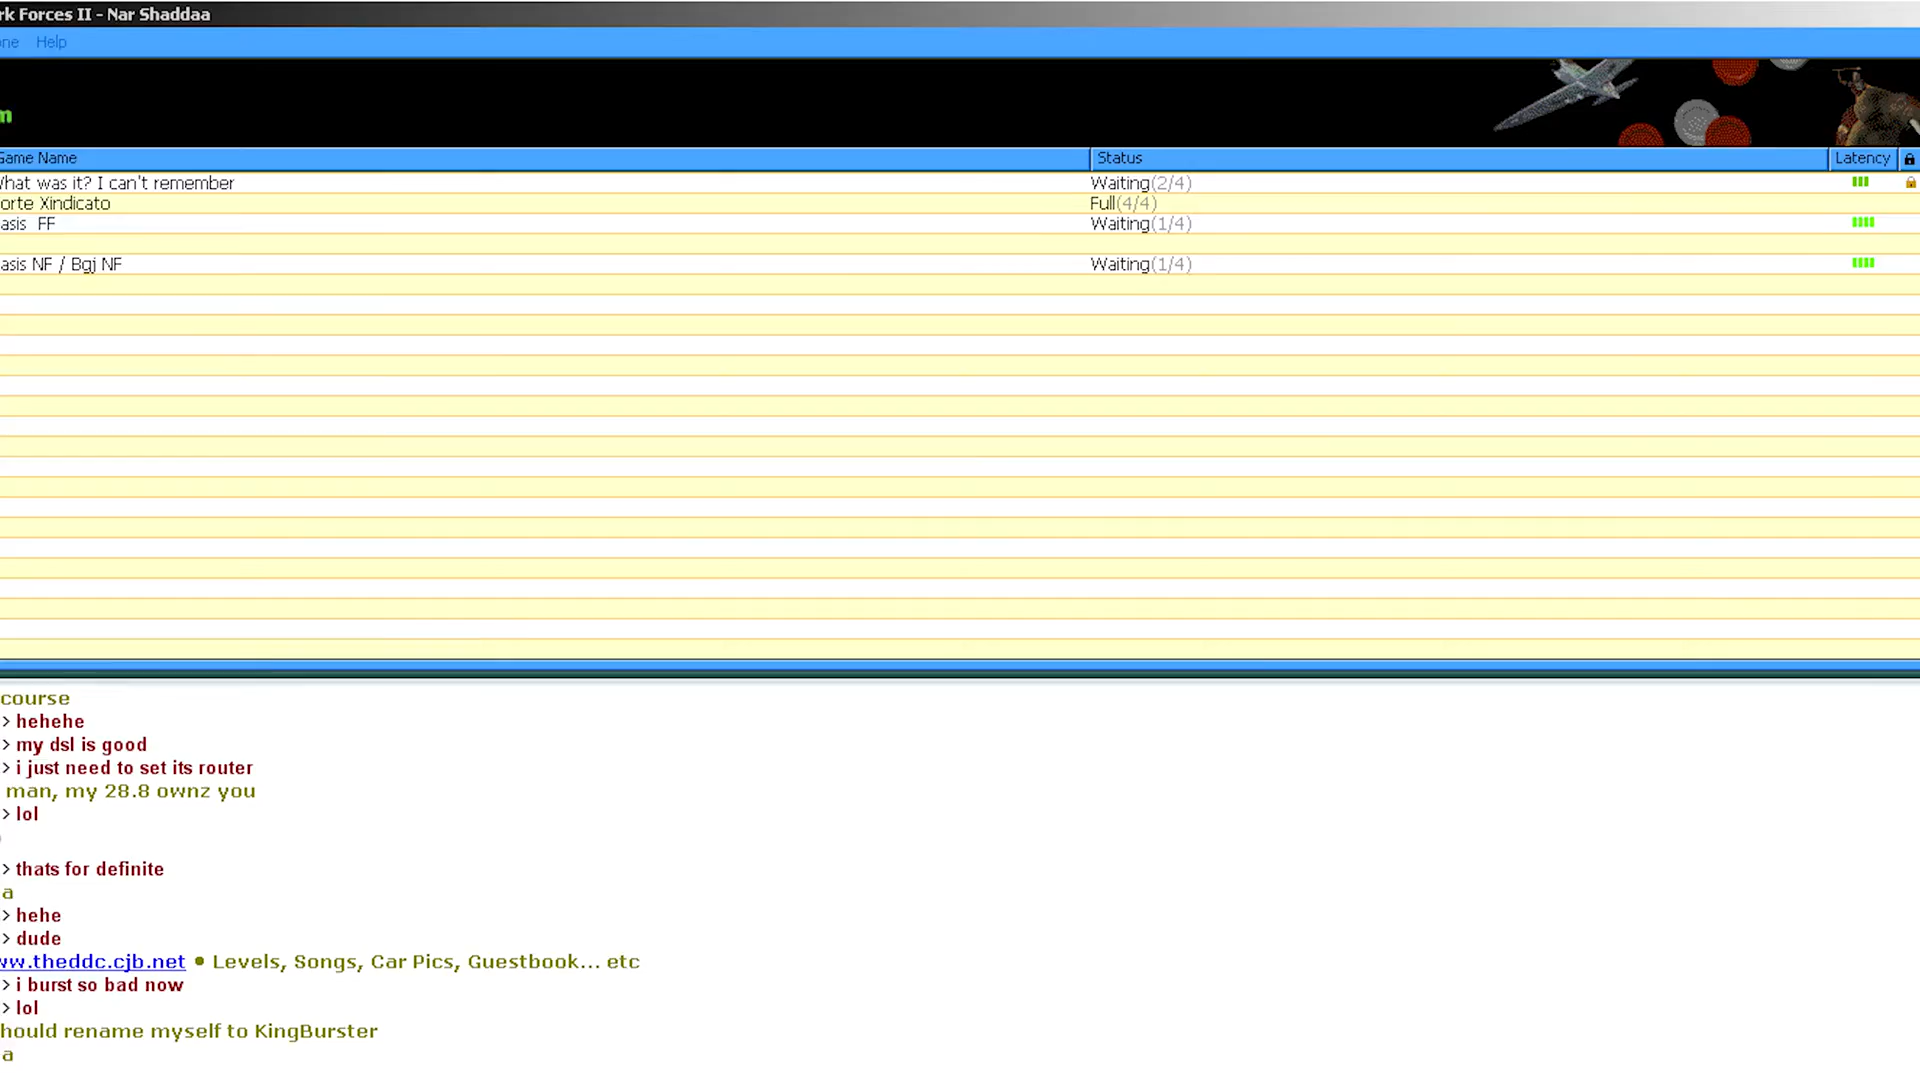 rk Forces II - Nar Shaddaa
one Help
m
Game Name Status Latency
What was it? I can't remember Waiting(2/4)
orte Xindicato Full(4/4)
asis FF Waiting(1/4)
asis NF / Bgj NF Waiting(1/4)
course
> hehehe
> my dsl is good
> i just need to set its router
man, my 28.8 ownz you
> lol
> thats for definite
a
> hehe
> dude
ww.theddc.cjb.net • Levels, Songs, Car Pics, Guestbook... etc
> i burst so bad now
> lol
hould rename myself to KingBurster
a